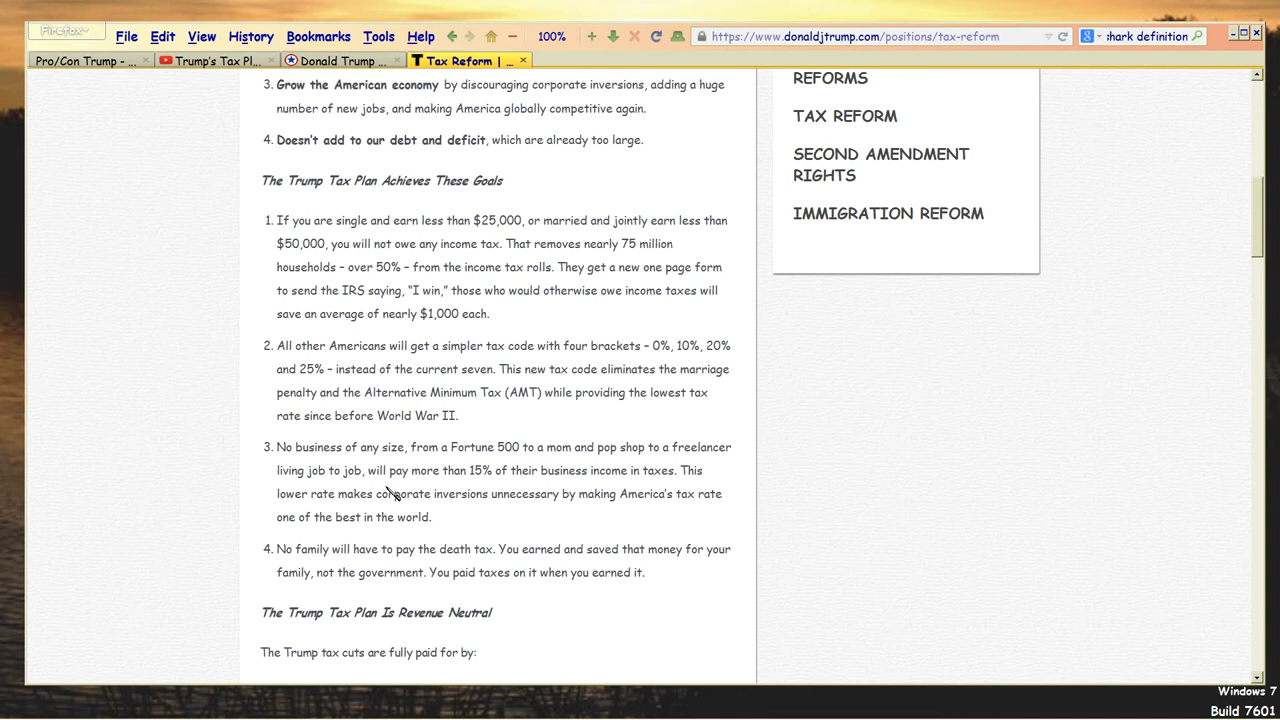 Firefox
File Edit View History Bookmarks Tools Help 100% https://www.donaldjtrump.com/positions/tax-reform hark definition
Pro/Con Trump - ... Trump's Tax Pl... Donald Trump ... Tax Reform | ...
3. Grow the American economy by discouraging corporate inversions, adding a huge
number of new jobs, and making America globally competitive again.
4. Doesn't add to our debt and deficit, which are already too large.
The Trump Tax Plan Achieves These Goals
1. If you are single and earn less than $25,000, or married and jointly earn less than
$50,000, you will not owe any income tax. That removes nearly 75 million
households – over 50% – from the income tax rolls. They get a new one page form
to send the IRS saying, “I win,” those who would otherwise owe income taxes will
save an average of nearly $1,000 each.
2. All other Americans will get a simpler tax code with four brackets – 0%, 10%, 20%
and 25% – instead of the current seven. This new tax code eliminates the marriage
penalty and the Alternative Minimum Tax (AMT) while providing the lowest tax
rate since before World War II.
3. No business of any size, from a Fortune 500 to a mom and pop shop to a freelancer
living job to job, will pay more than 15% of their business income in taxes. This
lower rate makes corporate inversions unnecessary by making America's tax rate
one of the best in the world.
4. No family will have to pay the death tax. You earned and saved that money for your
family, not the government. You paid taxes on it when you earned it.
The Trump Tax Plan Is Revenue Neutral
The Trump tax cuts are fully paid for by:
REFORMS
TAX REFORM
SECOND AMENDMENT
RIGHTS
IMMIGRATION REFORM
Windows 7
Build 7601